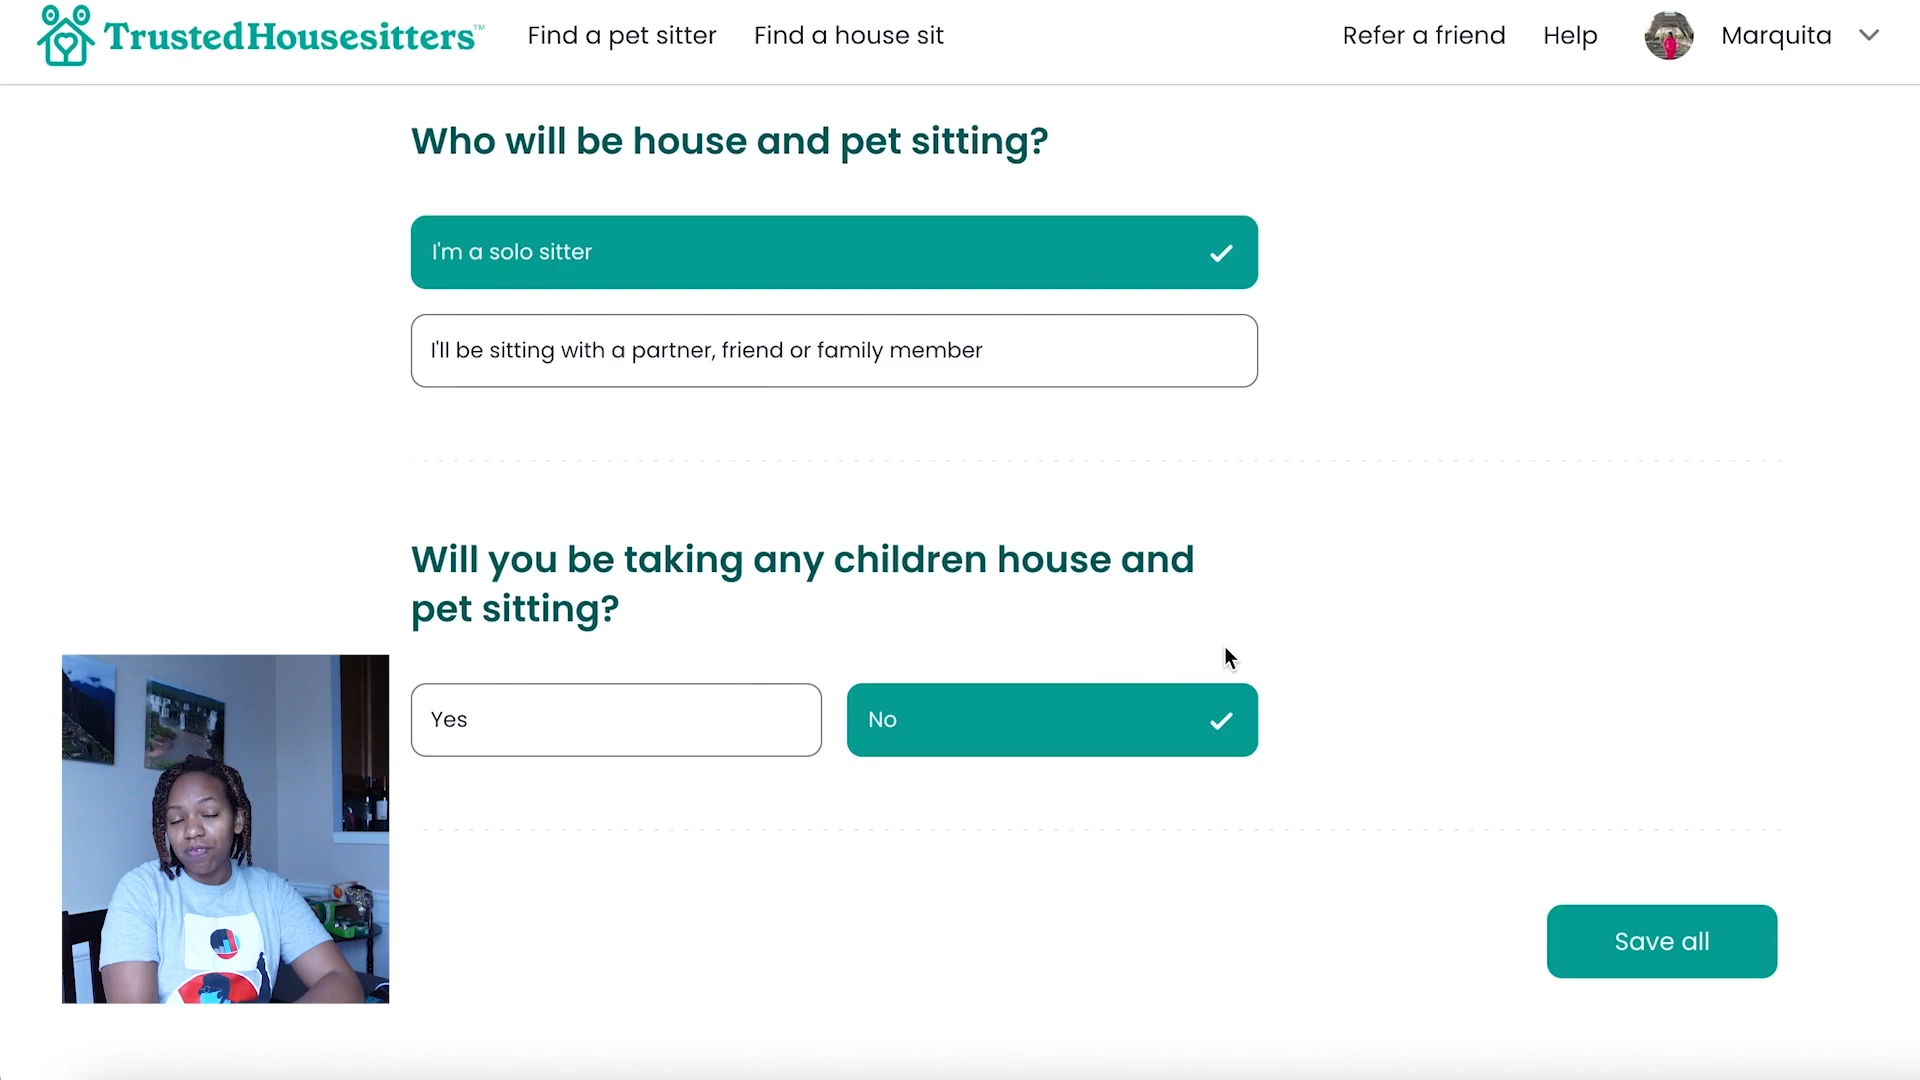 TrustedHousesitters™
Find a pet sitter
Find a house sit
Refer a friend
Help
Marquita
Who will be house and pet sitting?
I'm a solo sitter
I'll be sitting with a partner, friend or family member
Will you be taking any children house and
pet sitting?
Yes
No
Save all